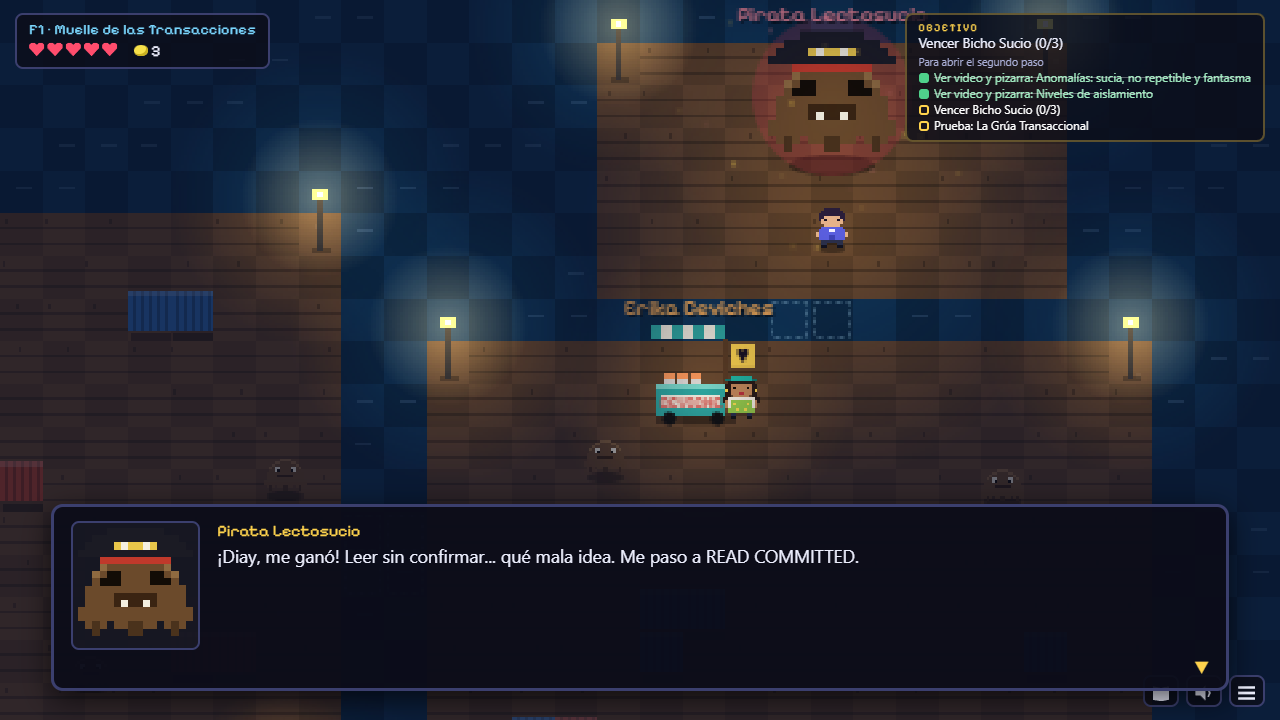 F1 · Muelle de las Transacciones
3
Pirata Lectosucio
OBJETIVO
Vencer Bicho Sucio (0/3)
Para abrir el segundo paso
Ver video y pizarra: Anomalías: sucia, no repetible y fantasma
Ver video y pizarra: Niveles de aislamiento
Vencer Bicho Sucio (0/3)
Prueba: La Grúa Transaccional
Erika Ceviches
Pirata Lectosucio
¡Diay, me ganó! Leer sin confirmar... qué mala idea. Me paso a READ COMMITTED.